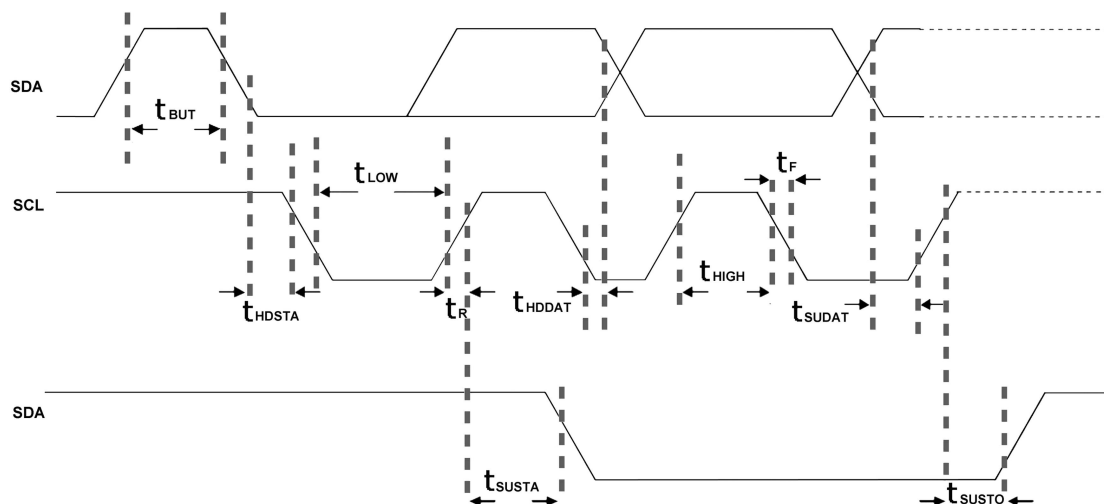 SDA
tBUT
tLOW
tF
SCL
tHDSTA
tR
tHDDAT
tHIGH
tSUDAT
SDA
tSUSTA
tSUSTO